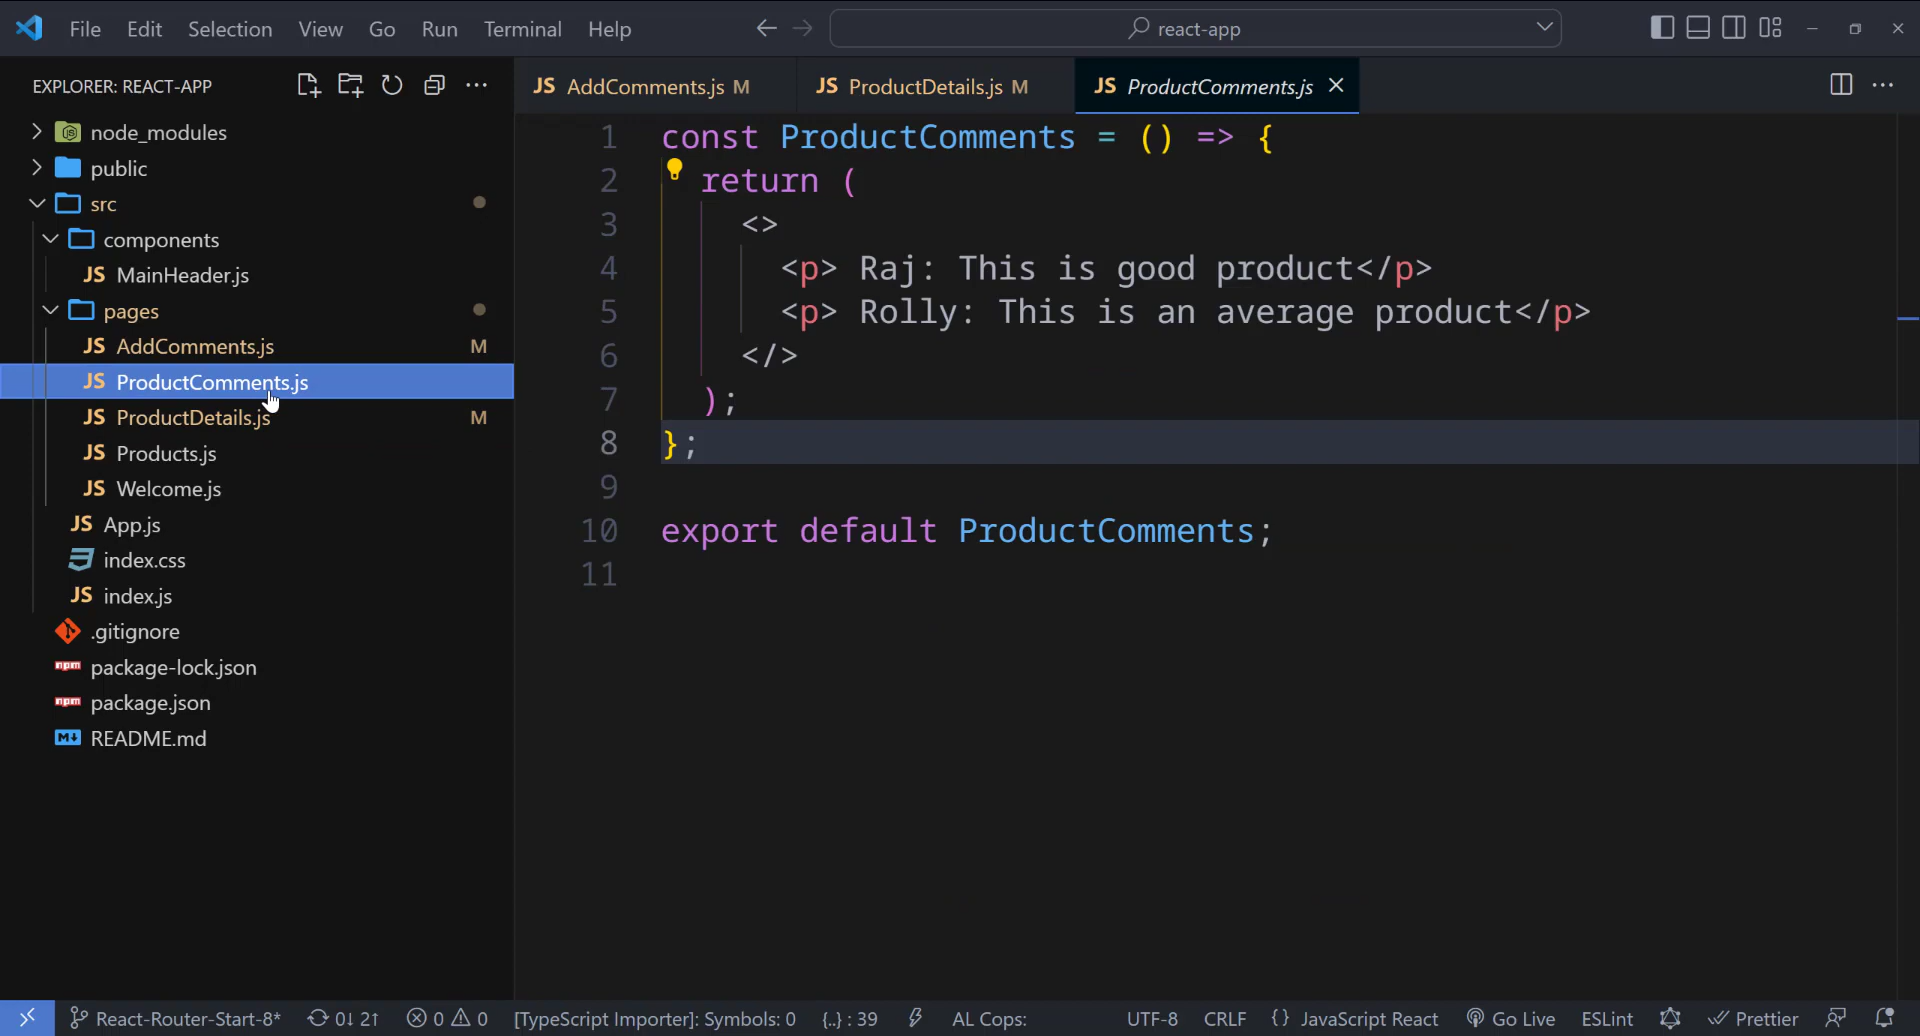 File Edit Selection View Go Run Terminal Help
react-app
EXPLORER: REACT-APP
node_modules
public
src
components
JS MainHeader.js
pages
JS AddComments.js M
JS ProductComments.js
JS ProductDetails.js M
JS Products.js
JS Welcome.js
JS App.js
index.css
JS index.js
.gitignore
npm package-lock.json
npm package.json
M README.md
JS AddComments.js M
JS ProductDetails.js M
JS ProductComments.js
1 const ProductComments = () => {
2 return (
3 <>
4 <p> Raj: This is good product</p>
5 <p> Rolly: This is an average product</p>
6 </>
7 );
8 };
9
10 export default ProductComments;
11
React-Router-Start-8* 0↓ 2↑ 0 0 [TypeScript Importer]: Symbols: 0 {..} : 39 AL Cops: UTF-8 CRLF {} JavaScript React Go Live ESLint Prettier